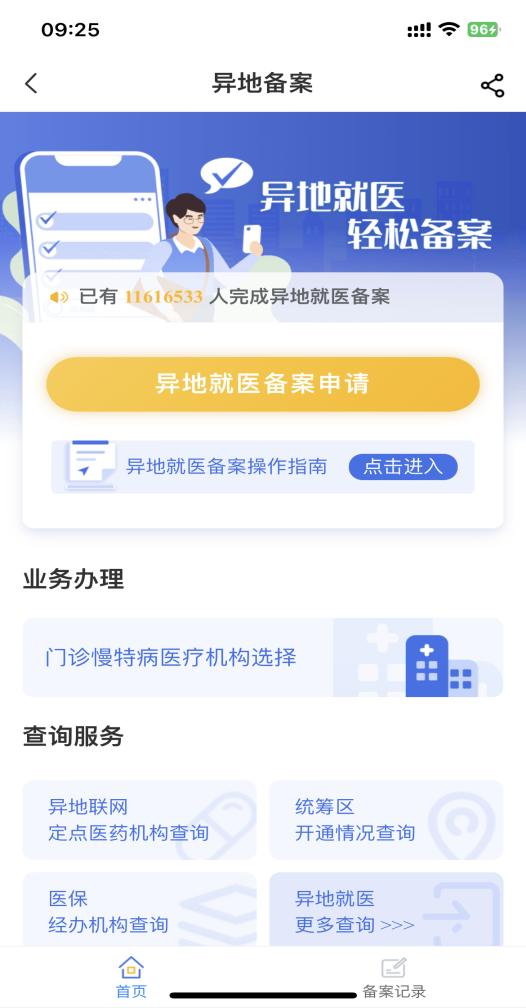 09:25
96
异地备案
异地就医
轻松备案
已有 11616533 人完成异地就医备案
异地就医备案申请
异地就医备案操作指南
点击进入
业务办理
门诊慢特病医疗机构选择
查询服务
异地联网
定点医药机构查询
统筹区
开通情况查询
医保
经办机构查询
异地就医
更多查询 >>>
首页
备案记录